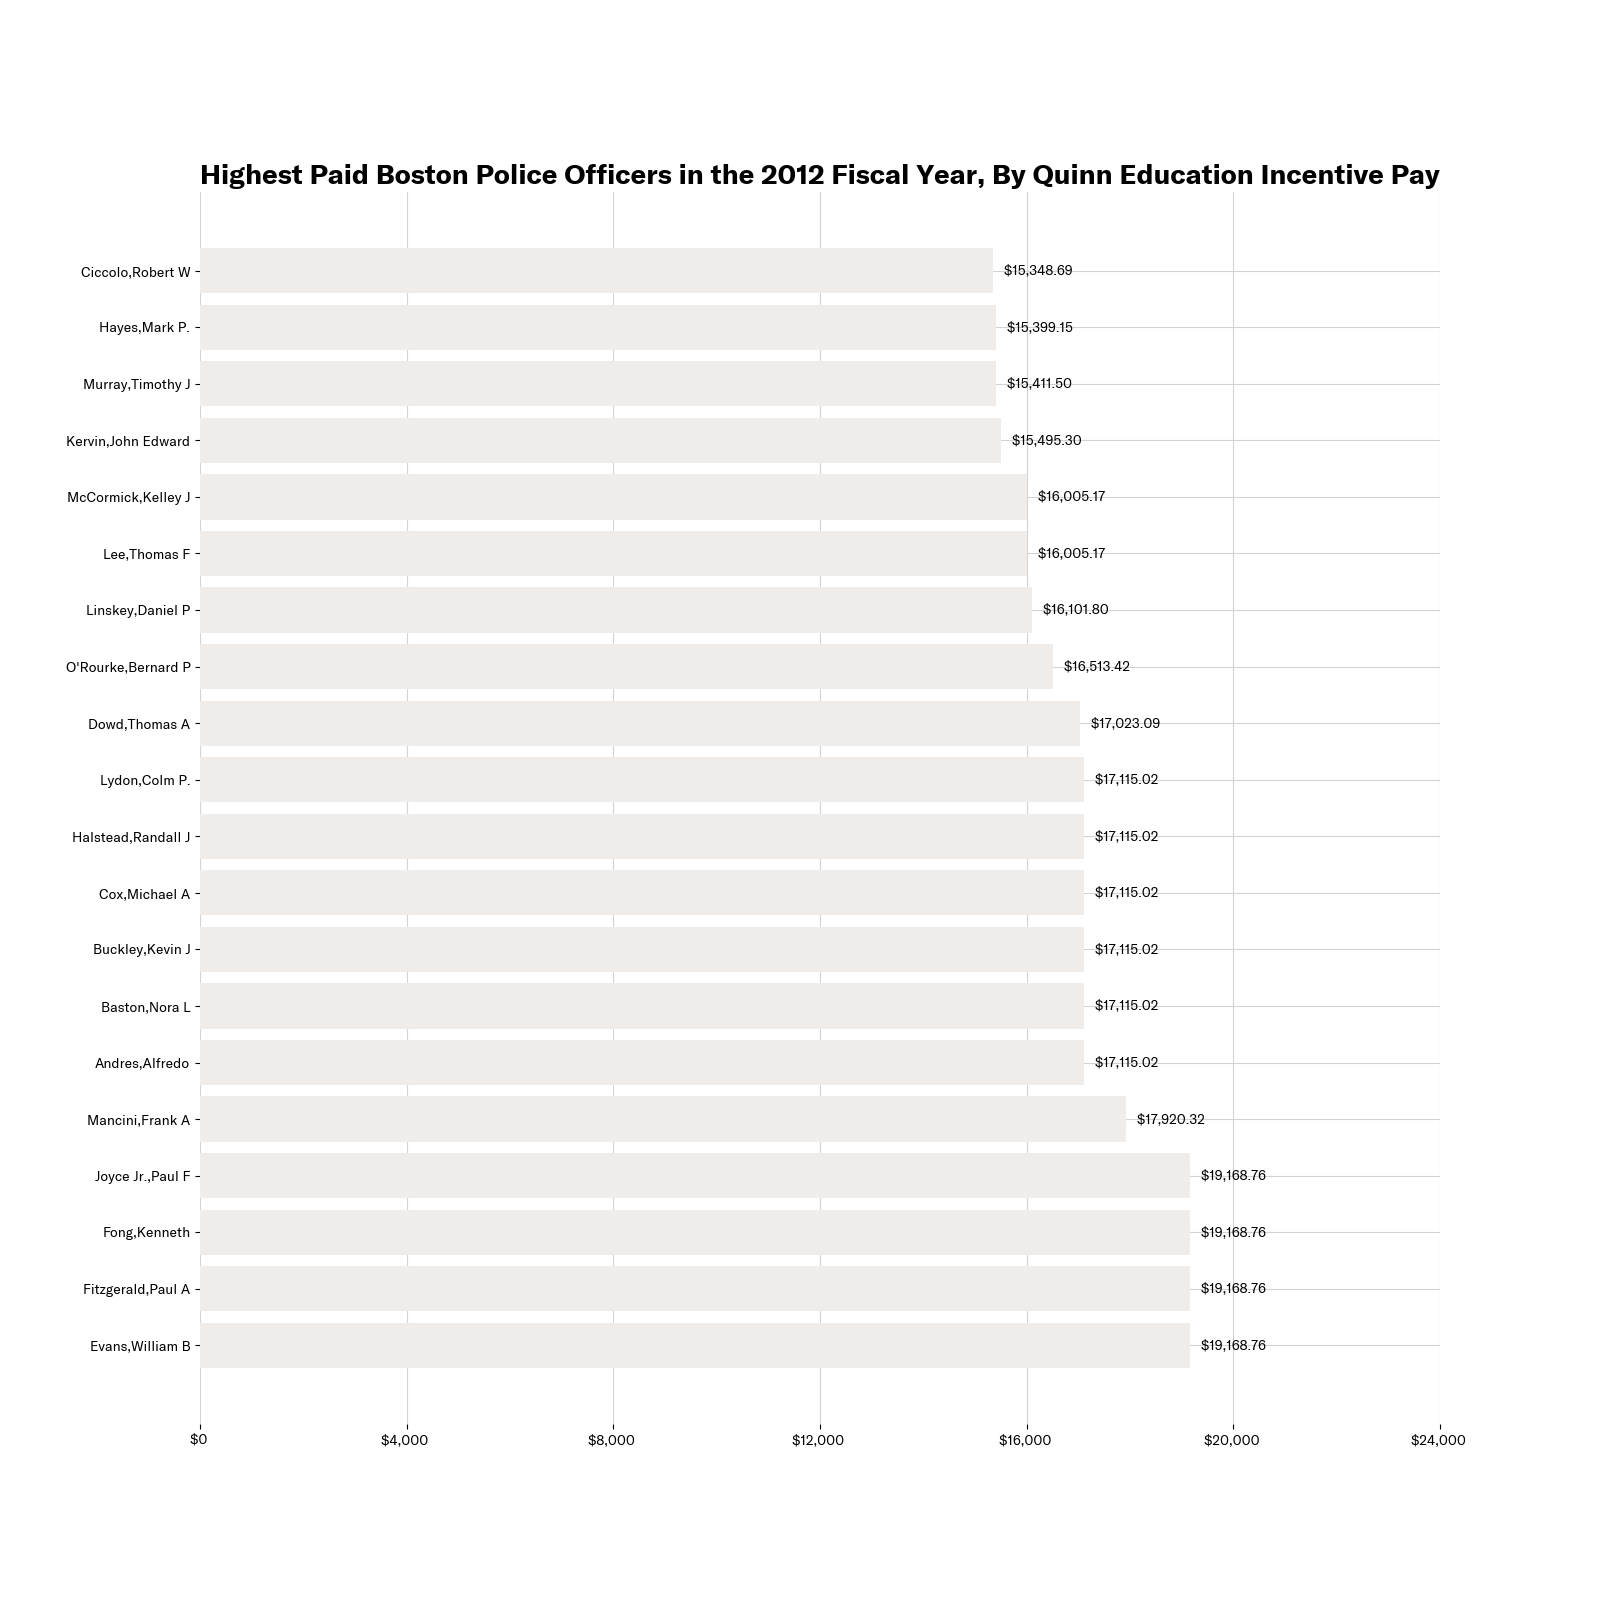 Highest Paid Boston Police Officers in the 2012 Fiscal Year, By Quinn Education Incentive Pay
Ciccolo,Robert W $15,348.69
Hayes,Mark P. $15,399.15
Murray,Timothy J $15,411.50
Kervin,John Edward $15,495.30
McCormick,Kelley J $16,005.17
Lee,Thomas F $16,005.17
Linskey,Daniel P $16,101.80
O'Rourke,Bernard P $16,513.42
Dowd,Thomas A $17,023.09
Lydon,Colm P. $17,115.02
Halstead,Randall J $17,115.02
Cox,Michael A $17,115.02
Buckley,Kevin J $17,115.02
Baston,Nora L $17,115.02
Andres,Alfredo $17,115.02
Mancini,Frank A $17,920.32
Joyce Jr.,Paul F $19,168.76
Fong,Kenneth $19,168.76
Fitzgerald,Paul A $19,168.76
Evans,William B $19,168.76
$0 $4,000 $8,000 $12,000 $16,000 $20,000 $24,000